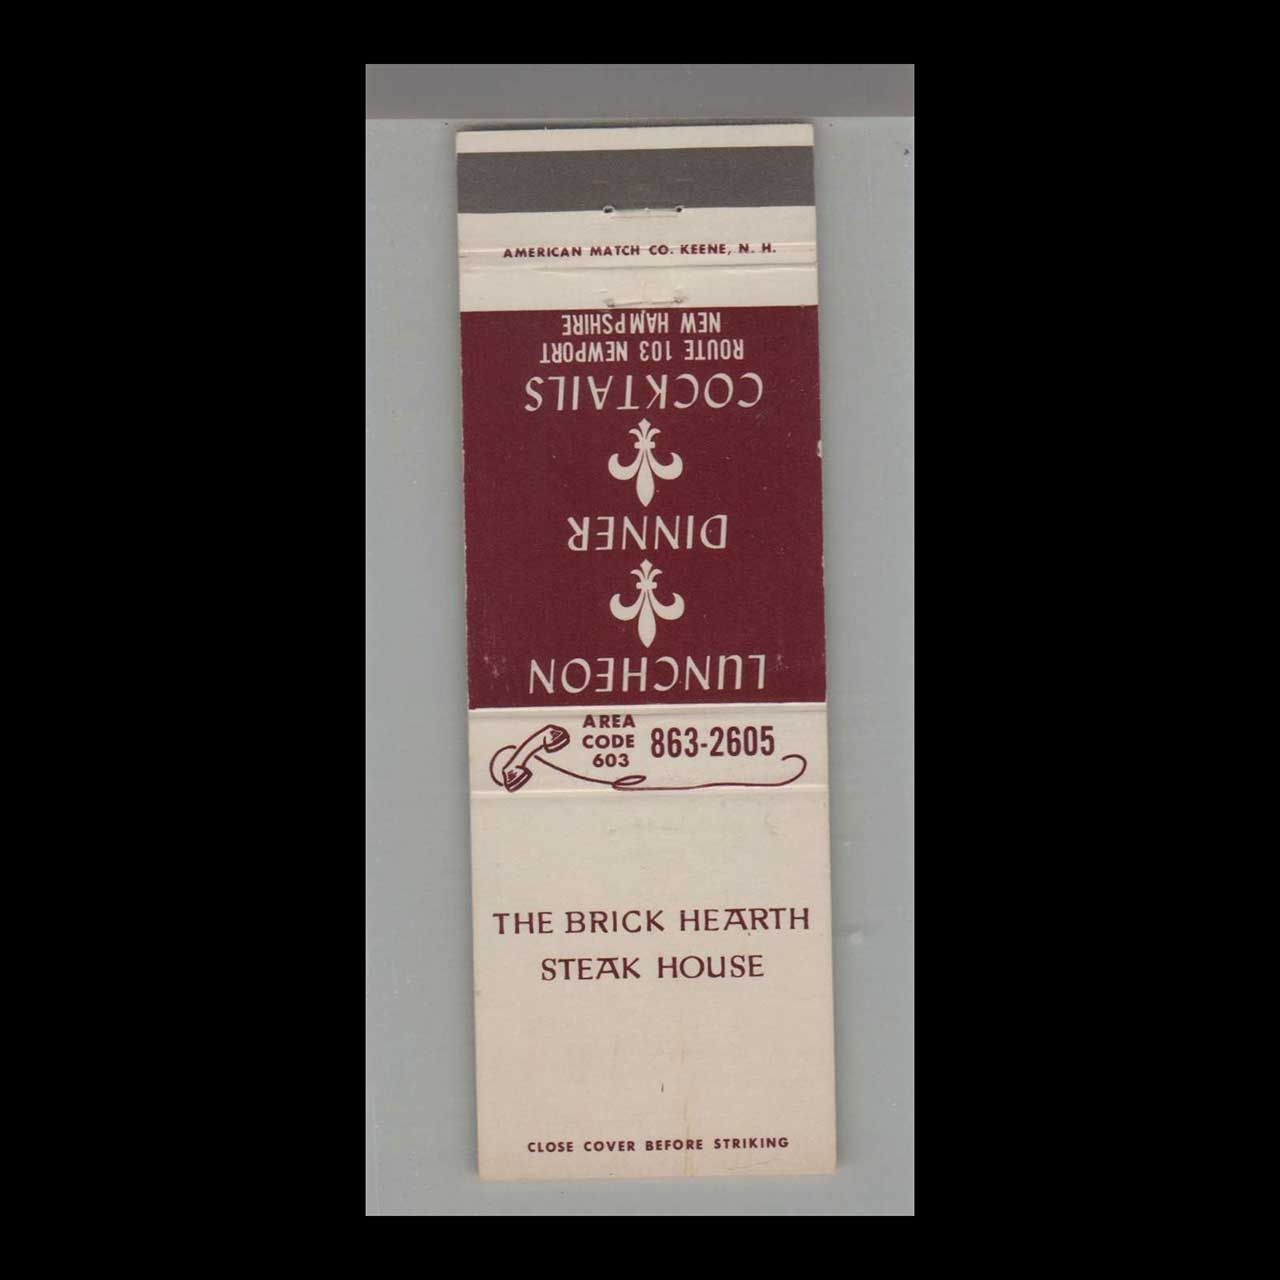 AMERICAN MATCH CO. KEENE, N. H.
LUNCHEON
DINNER
COCKTAILS
ROUTE 103 NEWPORT
NEW HAMPSHIRE
AREA
CODE
603
863-2605
THE BRICK HEARTH
STEAK HOUSE
CLOSE COVER BEFORE STRIKING